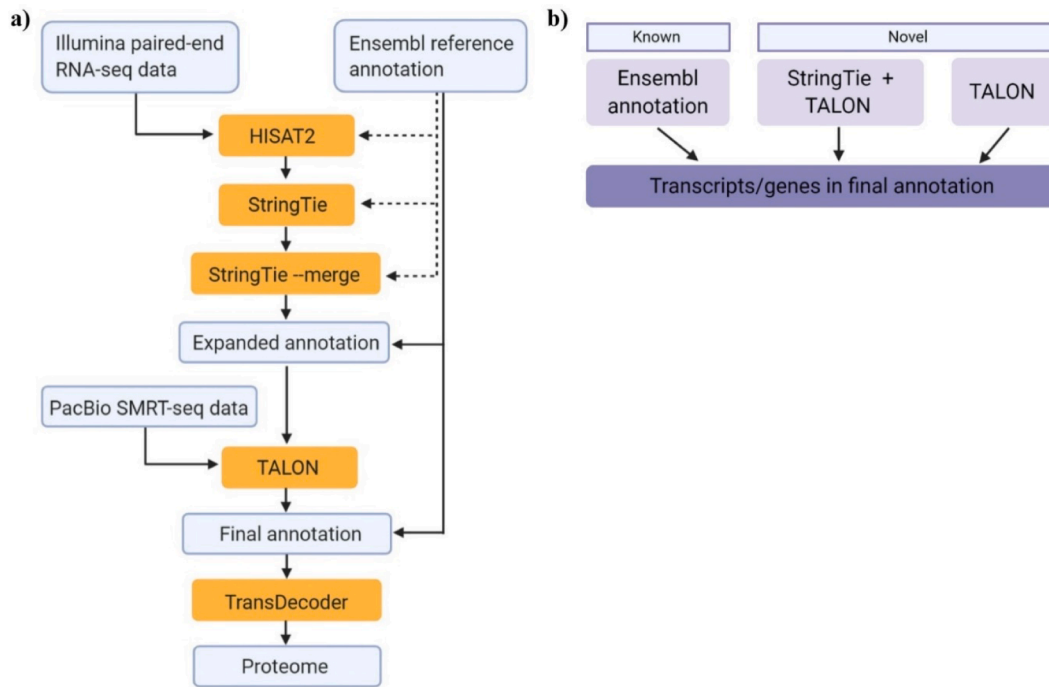 a)
Illumina paired-end
RNA-seq data
Ensembl reference
annotation
HISAT2
StringTie
StringTie --merge
Expanded annotation
PacBio SMRT-seq data
TALON
Final annotation
TransDecoder
Proteome
b)
Known
Novel
Ensembl
annotation
StringTie +
TALON
TALON
Transcripts/genes in final annotation